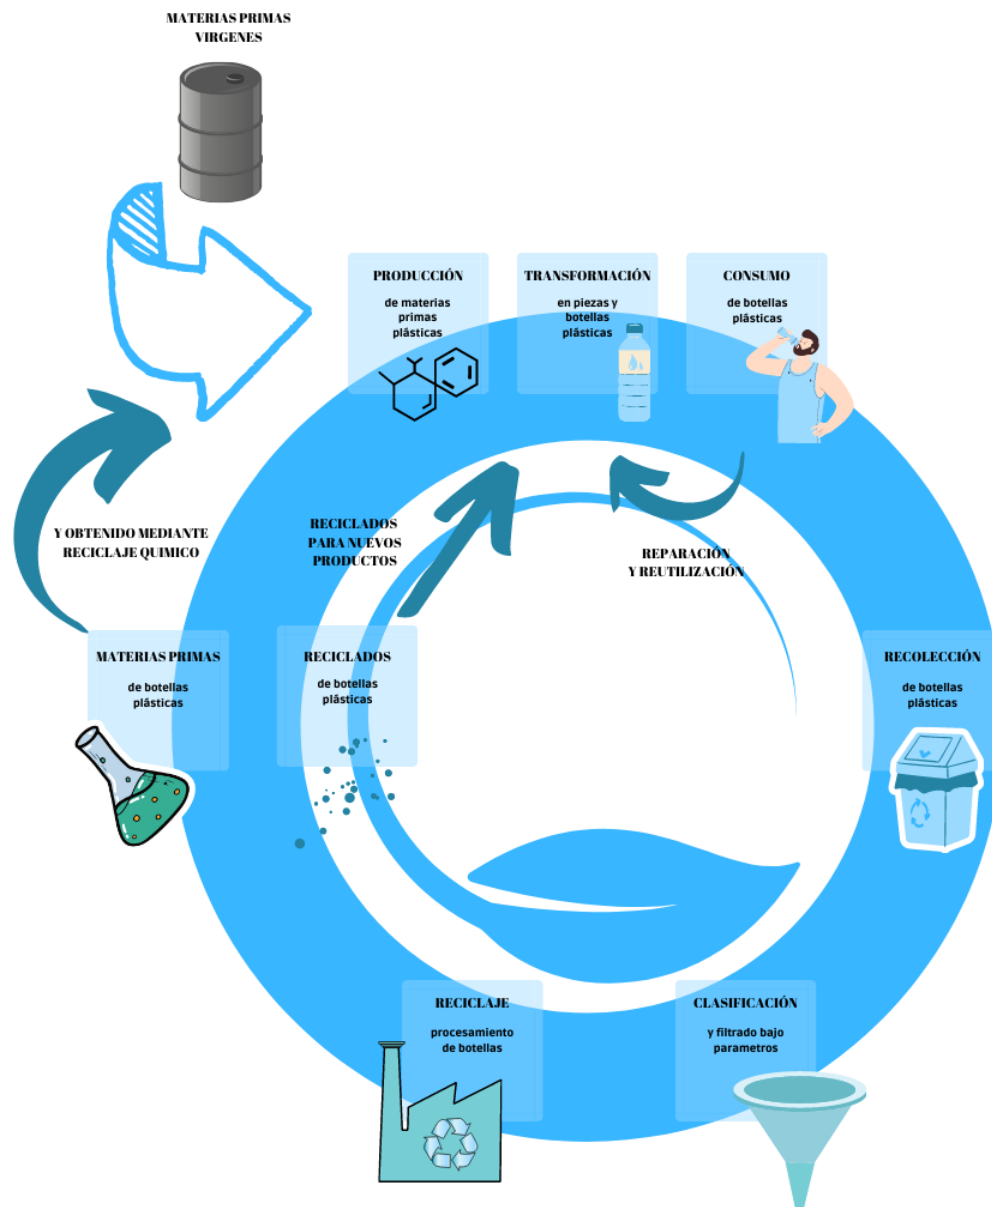 MATERIAS PRIMAS
VIRGENES
PRODUCCIÓN
de materias
primas
plásticas
TRANSFORMACIÓN
en piezas y
botellas
plásticas
CONSUMO
de botellas
plásticas
Y OBTENIDO MEDIANTE
RECICLAJE QUIMICO
RECICLADOS
PARA NUEVOS
PRODUCTOS
REPARACIÓN
Y REUTILIZACIÓN
MATERIAS PRIMAS
de botellas
plásticas
RECICLADOS
de botellas
plásticas
RECOLECCIÓN
de botellas
plásticas
RECICLAJE
procesamiento
de botellas
CLASIFICACIÓN
y filtrado bajo
parametros